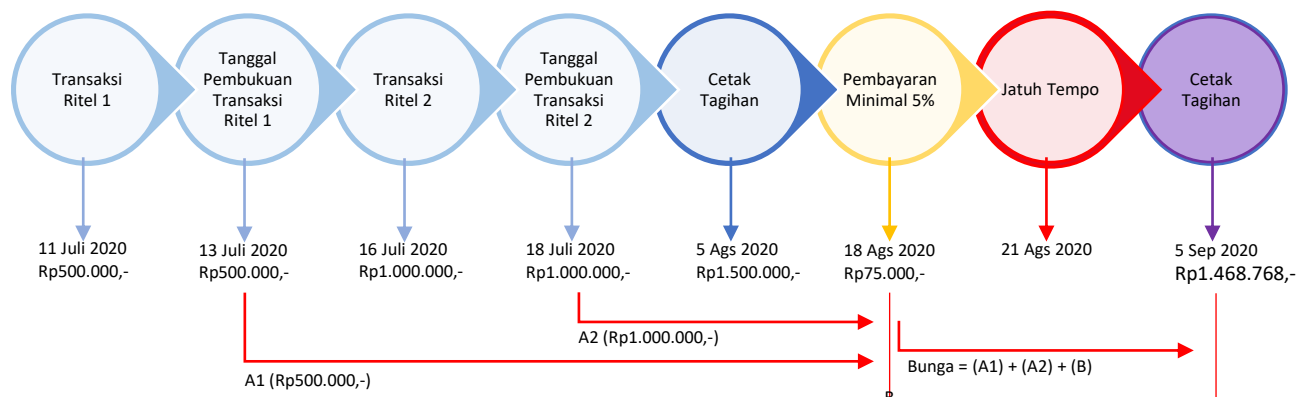 Transaksi
Ritel 1
Tanggal
Pembukuan
Transaksi
Ritel 1
Transaksi
Ritel 2
Tanggal
Pembukuan
Transaksi
Ritel 2
Cetak
Tagihan
Pembayaran
Minimal 5%
Jatuh Tempo
Cetak
Tagihan
11 Juli 2020
Rp500.000,-
13 Juli 2020
Rp500.000,-
16 Juli 2020
Rp1.000.000,-
18 Juli 2020
Rp1.000.000,-
5 Ags 2020
Rp1.500.000,-
18 Ags 2020
Rp75.000,-
21 Ags 2020
5 Sep 2020
Rp1.468.768,-
A2 (Rp1.000.000,-)
A1 (Rp500.000,-)
Bunga = (A1) + (A2) + (B)